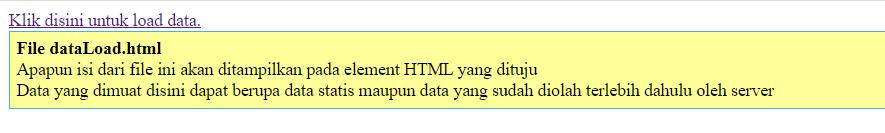 Klik disini untuk load data.
File dataLoad.html
Apapun isi dari file ini akan ditampilkan pada element HTML yang dituju
Data yang dimuat disini dapat berupa data statis maupun data yang sudah diolah terlebih dahulu oleh server